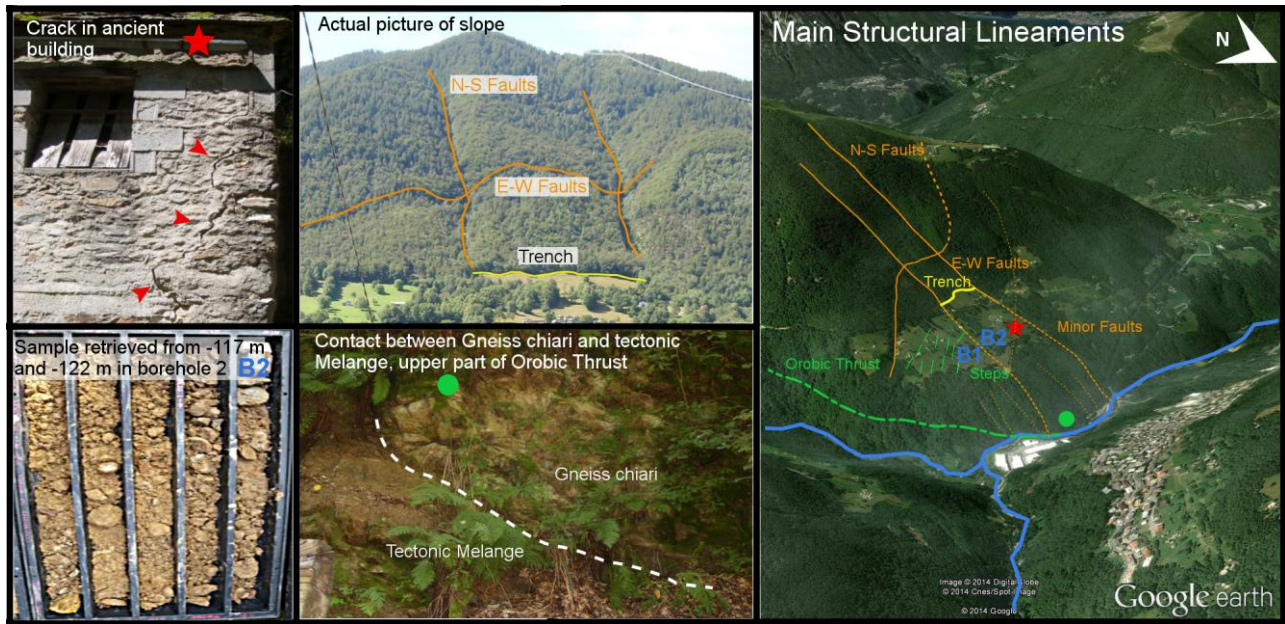 Crack in ancient
building
Actual picture of slope
N-S Faults
E-W Faults
Trench
Main Structural Lineaments
N
N-S Faults
E-W Faults
Trench
Minor Faults
B2
B1
Orobic Thrust
Steps
Sample retrieved from -117 m
and -122 m in borehole 2 B2
Contact between Gneiss chiari and tectonic
Melange, upper part of Orobic Thrust
Gneiss chiari
Tectonic Melange
Image © 2014 DigitalGlobe
© 2014 Cnes/Spot Image
© 2014 Google
Google earth